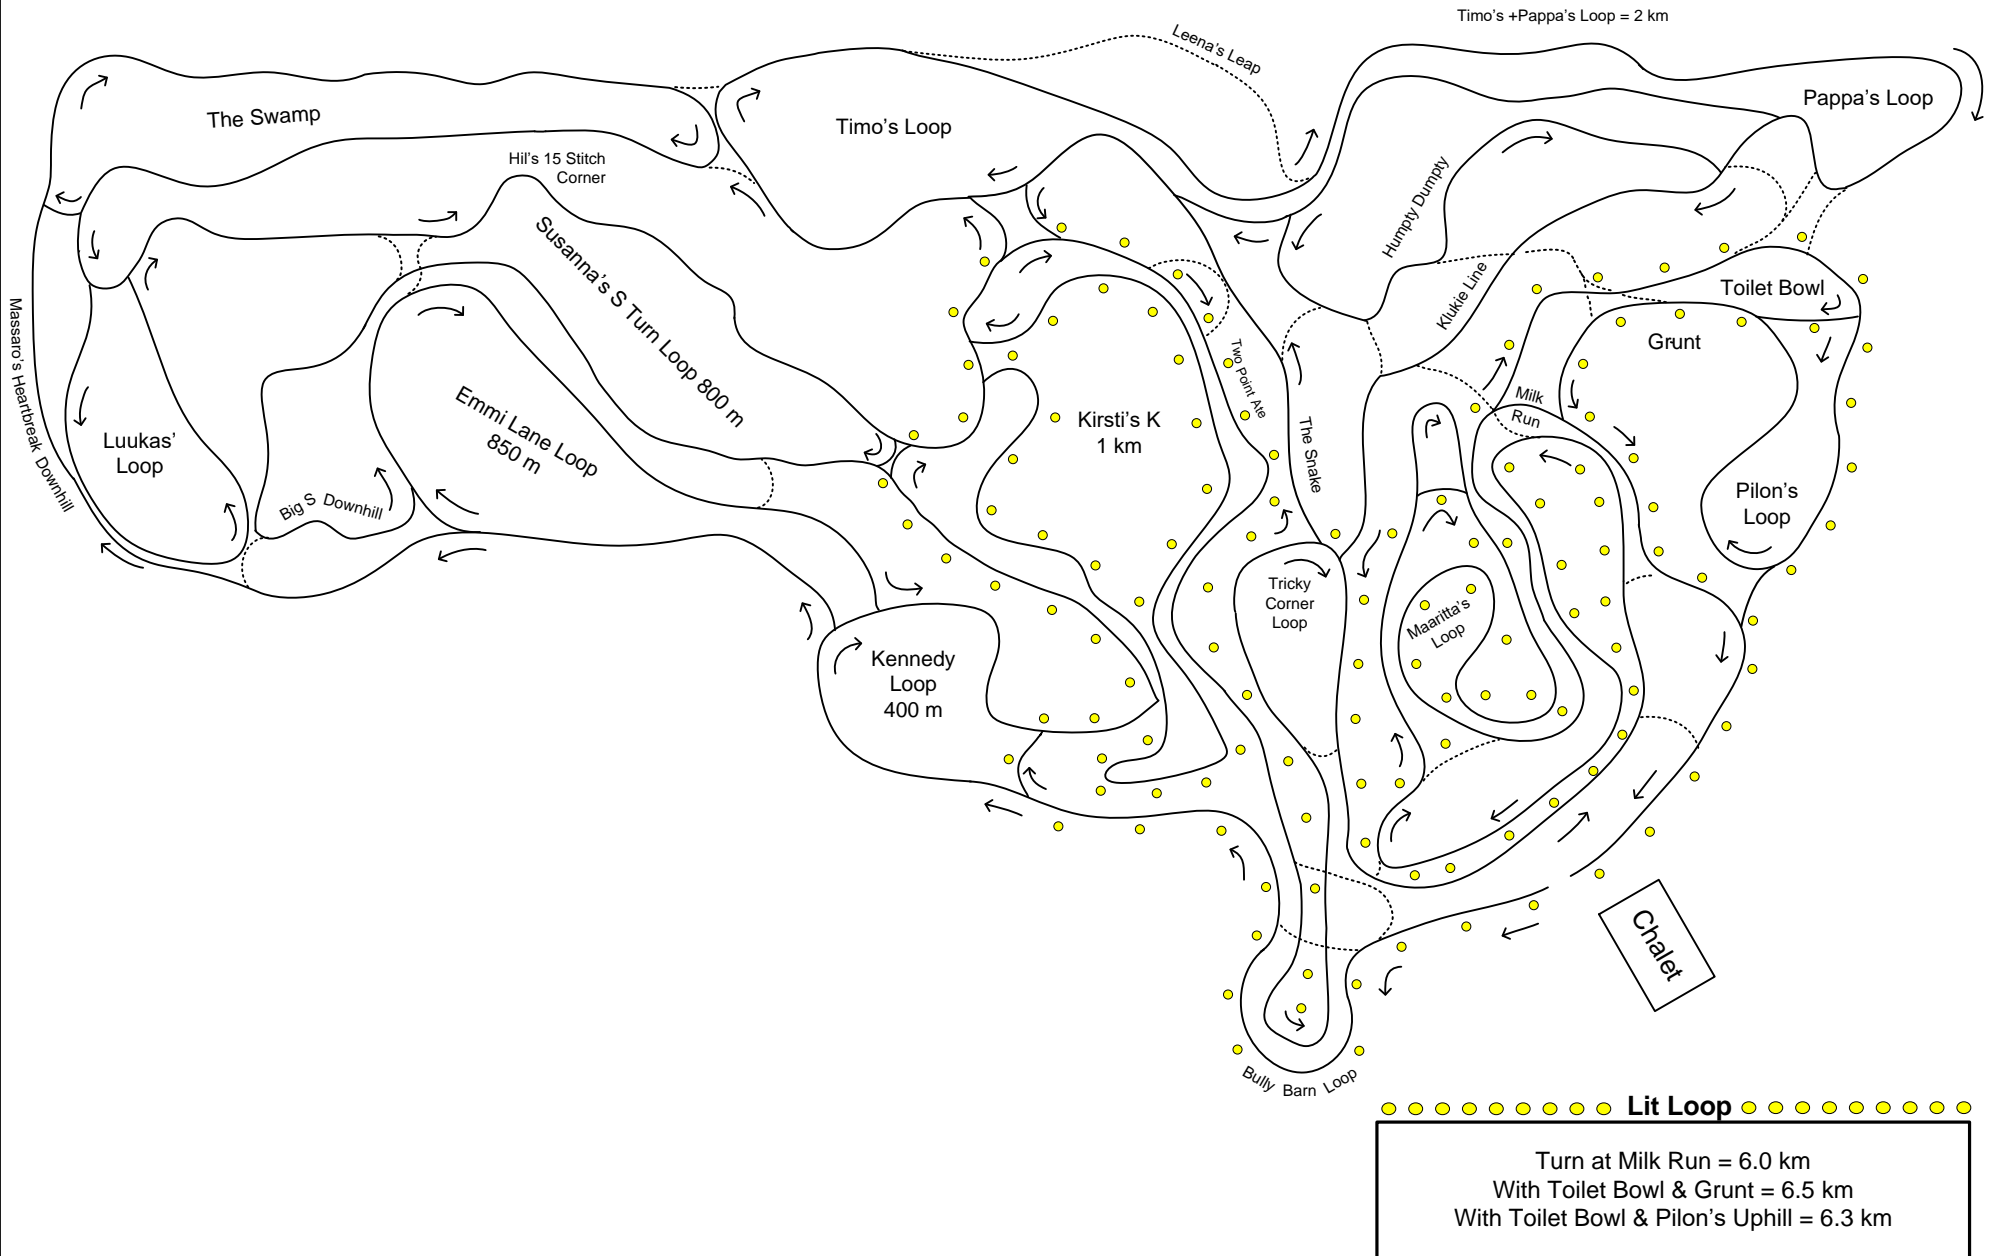 Timo's +Pappa's Loop = 2 km
Leena's Leap
Pappa's Loop
The Swamp
Timo's Loop
Hil's 15 Stitch
Corner
Humpty Dumpty
Susanna's S Turn Loop 800 m
Klukie Line
Toilet Bowl
Grunt
Massaro's Heartbreak Downhill
Two Point Ate
Milk
Run
Emmi Lane Loop
850 m
Kirsti's K
1 km
Luukas'
Loop
The Snake
Big S Downhill
Pilon's
Loop
Tricky
Corner
Loop
Maaritta's
Loop
Kennedy
Loop
400 m
Chalet
Bully Barn Loop
Lit Loop
Turn at Milk Run = 6.0 km
With Toilet Bowl & Grunt = 6.5 km
With Toilet Bowl & Pilon's Uphill = 6.3 km